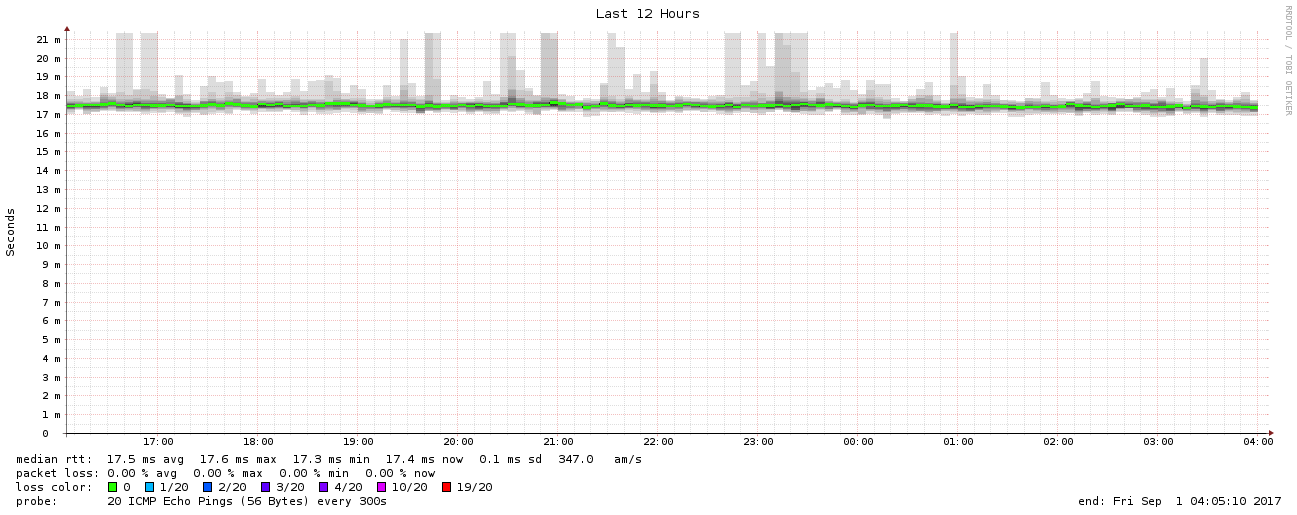 Last 12 Hours
RRDTOOL / TOBI OETIKER
Seconds
21 m
20 m
19 m
18 m
17 m
16 m
15 m
14 m
13 m
12 m
11 m
10 m
9 m
8 m
7 m
6 m
5 m
4 m
3 m
2 m
1 m
0
17:00 18:00 19:00 20:00 21:00 22:00 23:00 00:00 01:00 02:00 03:00 04:00
median rtt: 17.5 ms avg 17.6 ms max 17.3 ms min 17.4 ms now 0.1 ms sd 347.0 am/s
packet loss: 0.00 % avg 0.00 % max 0.00 % min 0.00 % now
loss color: 0 1/20 2/20 3/20 4/20 10/20 19/20
probe: 20 ICMP Echo Pings (56 Bytes) every 300s end: Fri Sep 1 04:05:10 2017